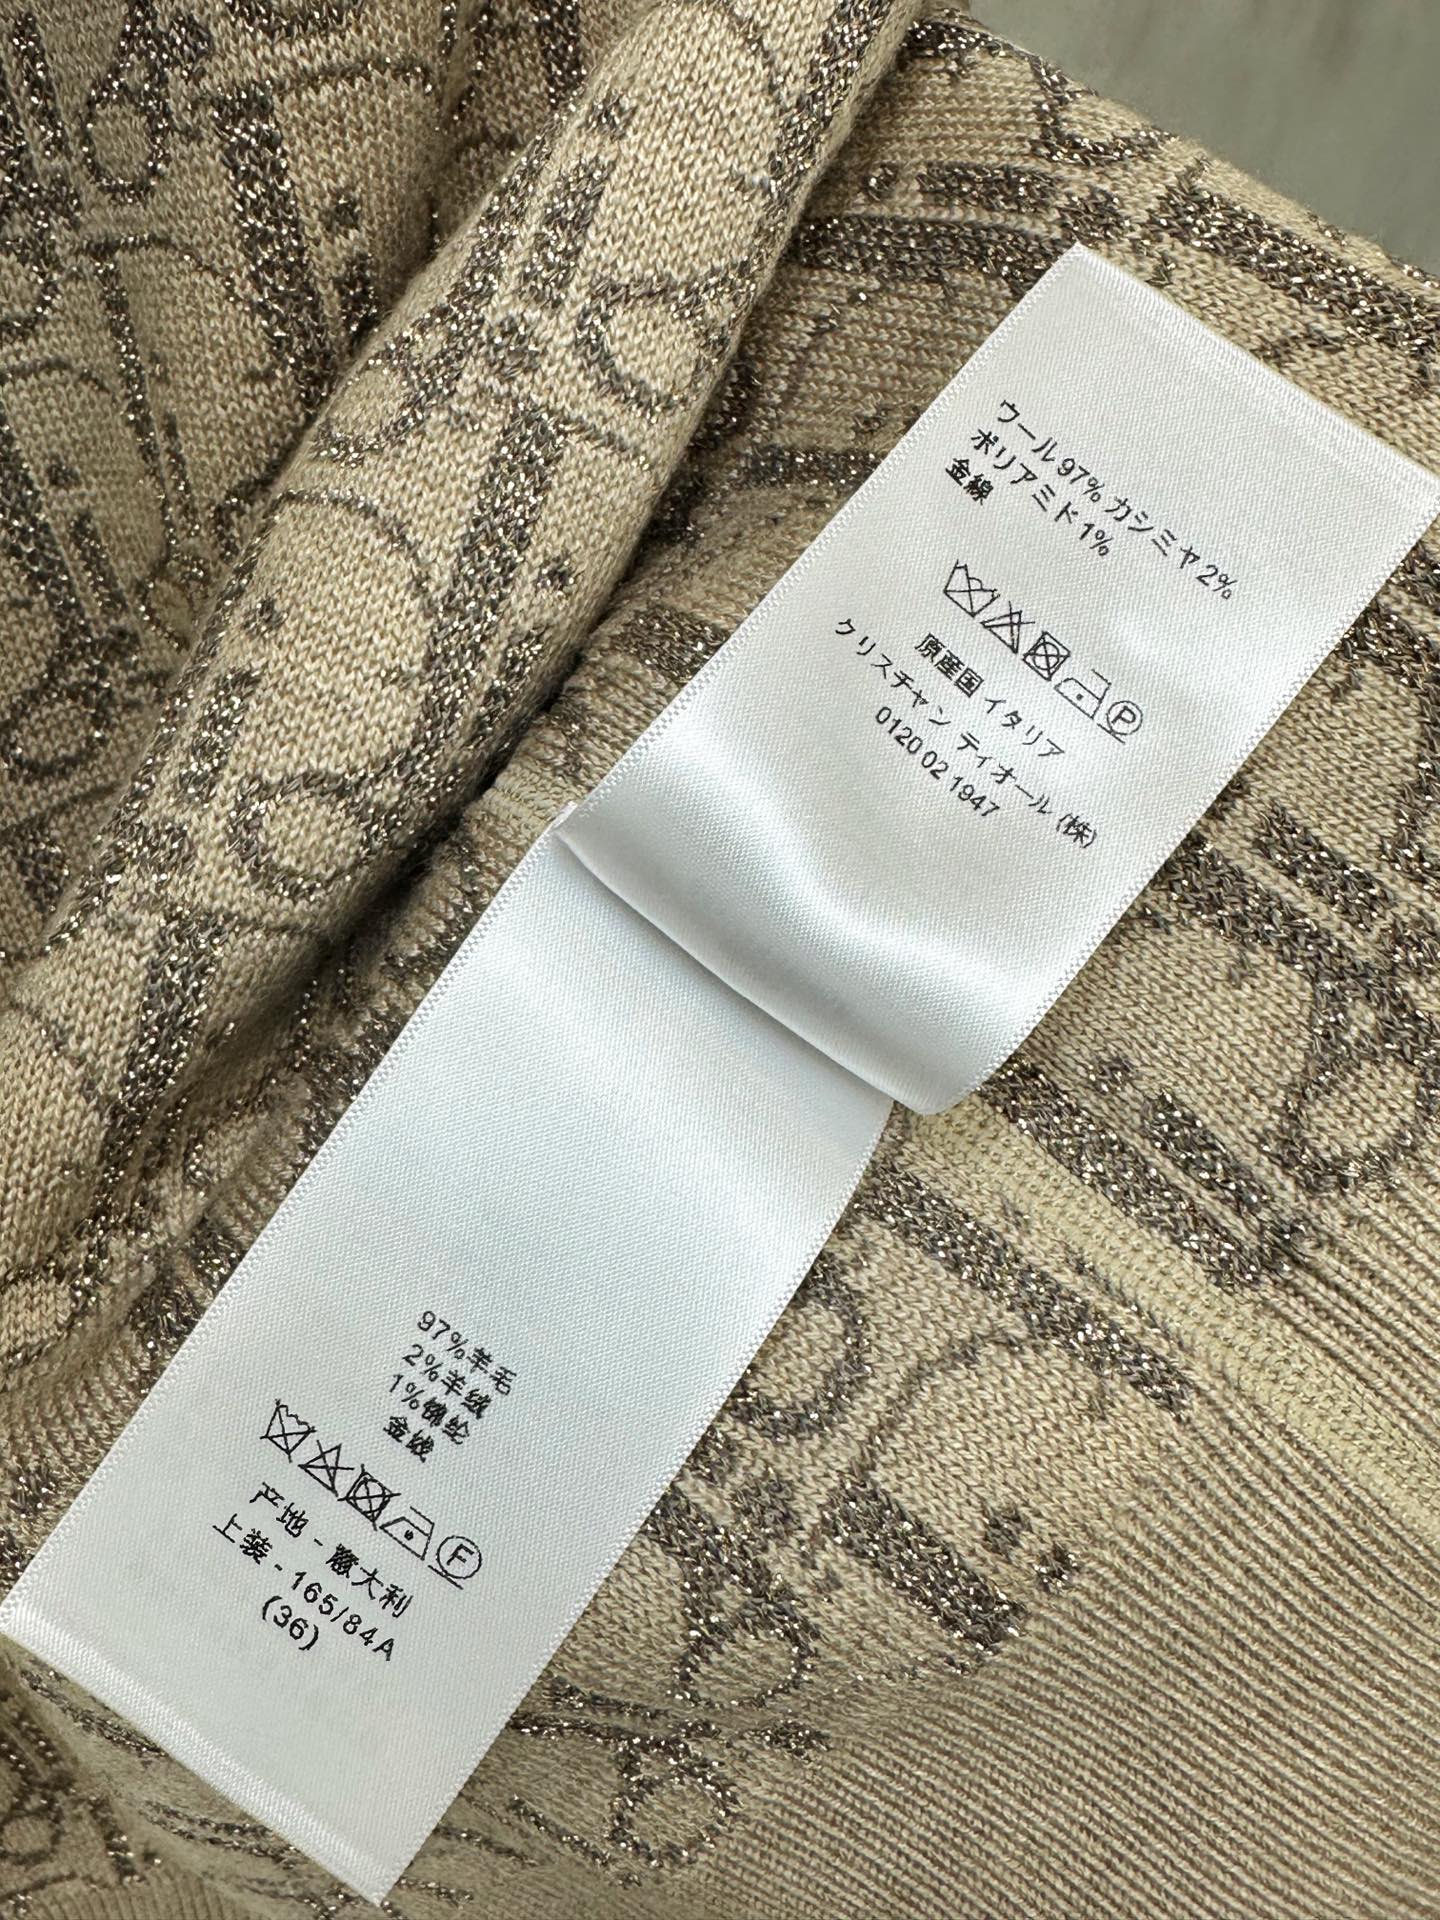 ウール 97% カシミヤ 2%
ポリアミド 1%
金線
P
原産国 イタリア
クリスチャン ディオール (株)
0120 02 1947
97%羊毛
2%羊绒
1%锦纶
金线
F
产地 - 意大利
上装 - 165/84A
(36)